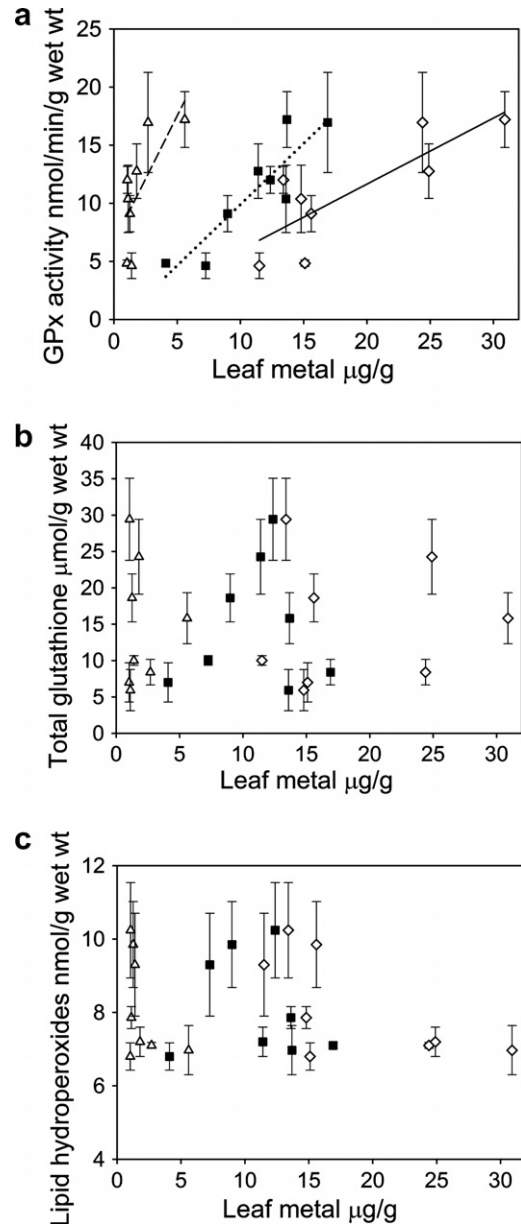 a
GPx activity nmol/min/g wet wt
25
20
15
10
5
0
0 5 10 15 20 25 30
Leaf metal µg/g
b
Total glutathione µmol/g wet wt
40
35
30
25
20
15
10
5
0
0 5 10 15 20 25 30
Leaf metal µg/g
c
Lipid hydroperoxides nmol/g wet wt
12
10
8
6
4
0 5 10 15 20 25 30
Leaf metal µg/g